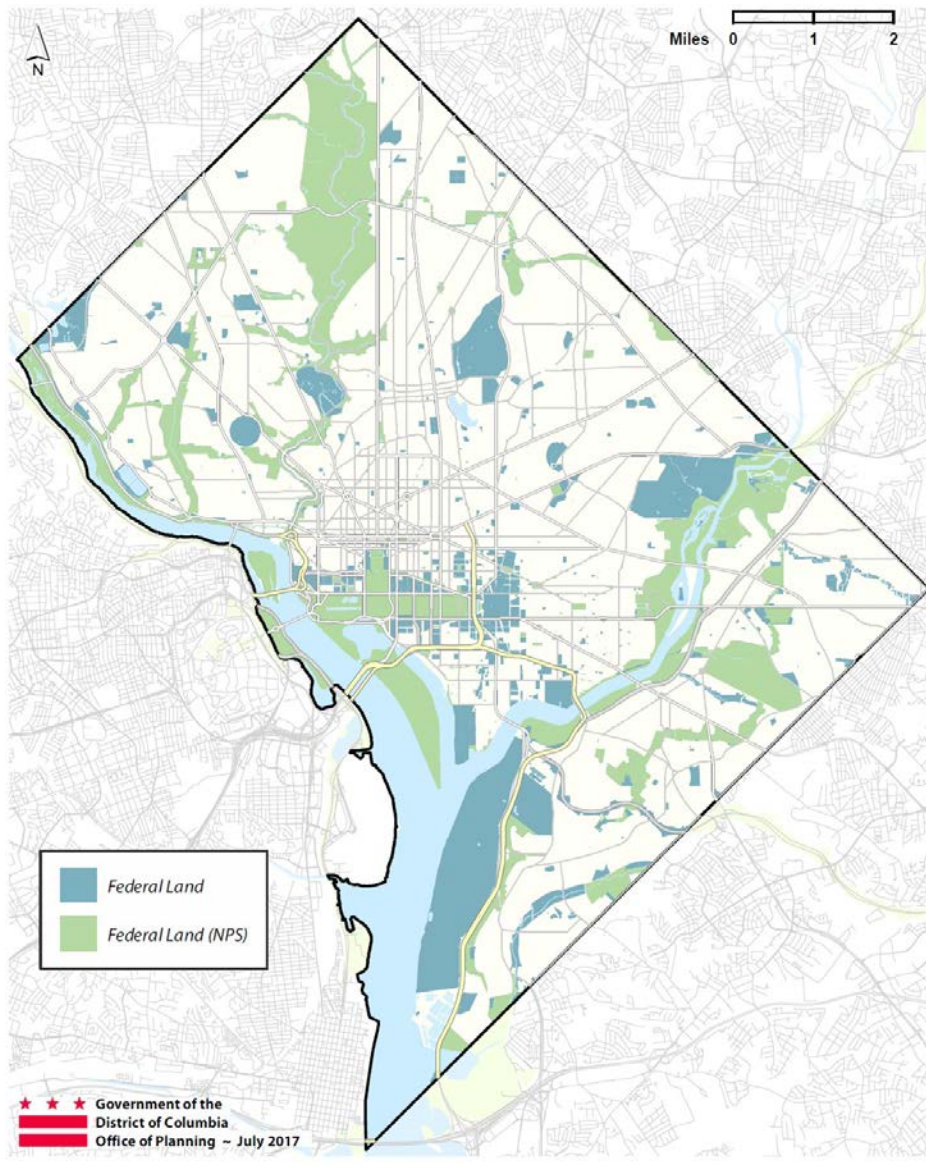 N
Miles 0 1 2
Federal Land
Federal Land (NPS)
Government of the
District of Columbia
Office of Planning ~ July 2017